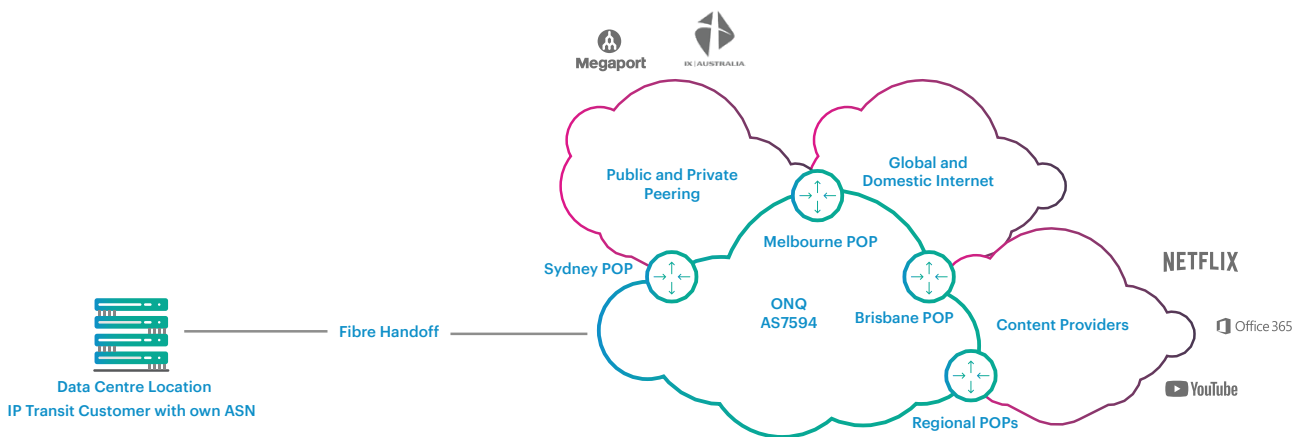 Megaport
IX | AUSTRALIA
Public and Private
Peering
Global and
Domestic Internet
Melbourne POP
Sydney POP
NETFLIX
ONQ
AS7594
Brisbane POP
Content Providers
Office 365
Fibre Handoff
Data Centre Location
IP Transit Customer with own ASN
YouTube
Regional POPs